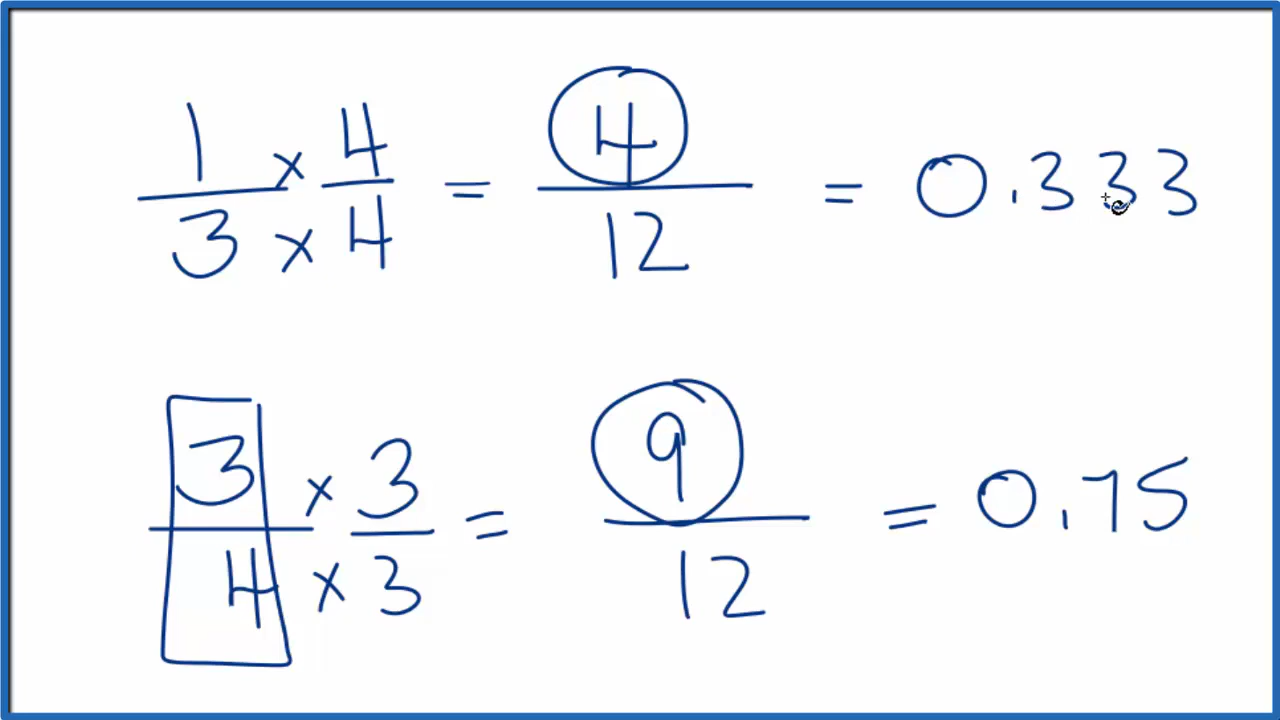 1/3 × 4/4 = 4/12 = 0.333
3/4 × 3/3 = 9/12 = 0.75